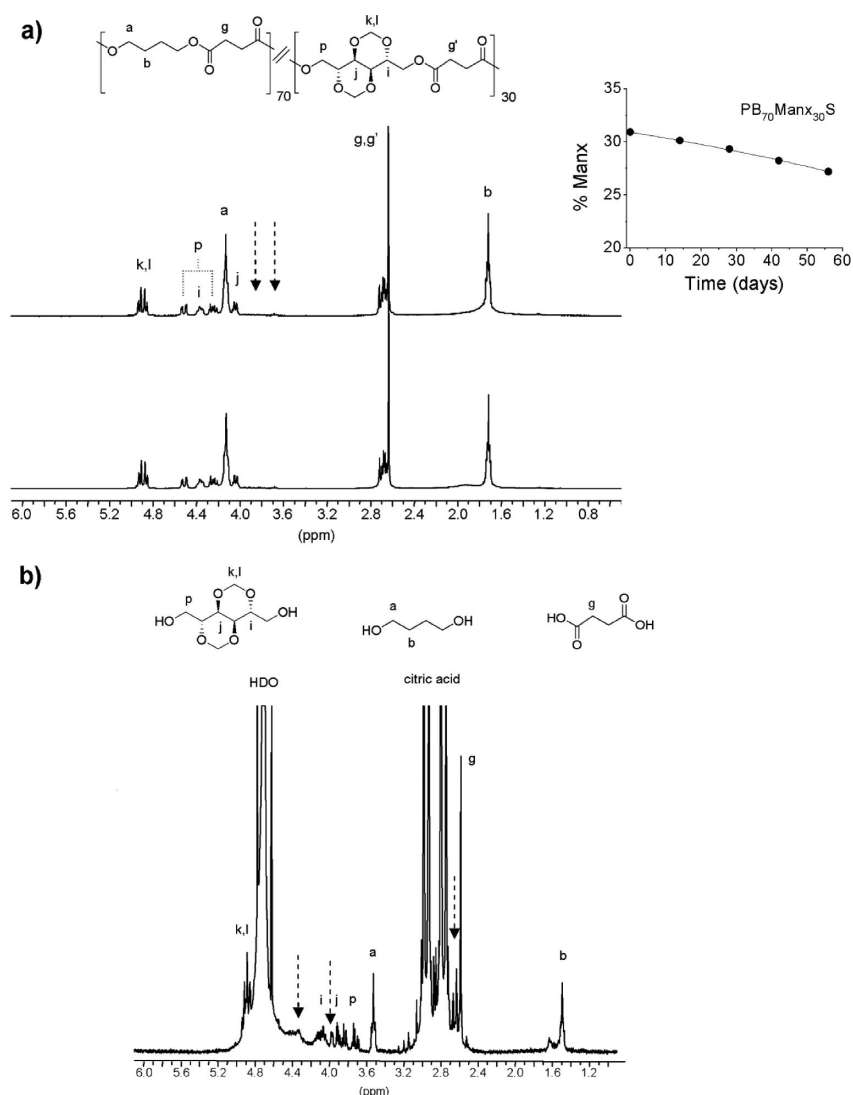 a)
a
g
k,l
O
O
O
O
b
O
p
O
O
O
O
j
i
O
O
g'
O
O
70
30
g,g'
a
b
p
k,l
i
j
6.0 5.6 5.2 4.8 4.4 4.0 3.6 3.2 2.8 2.4 2.0 1.6 1.2 0.8
(ppm)
35
30
25
20
% Manx
PB70Manx30S
0 10 20 30 40 50 60
Time (days)
b)
k,l
p
O
O
OH
HO
j
i
O
O
a
OH
HO
b
g
O
HO
OH
O
HDO
citric acid
g
k,l
i
j
p
a
b
6.0 5.6 5.2 4.8 4.4 4.0 3.6 3.2 2.8 2.4 2.0 1.6 1.2
(ppm)